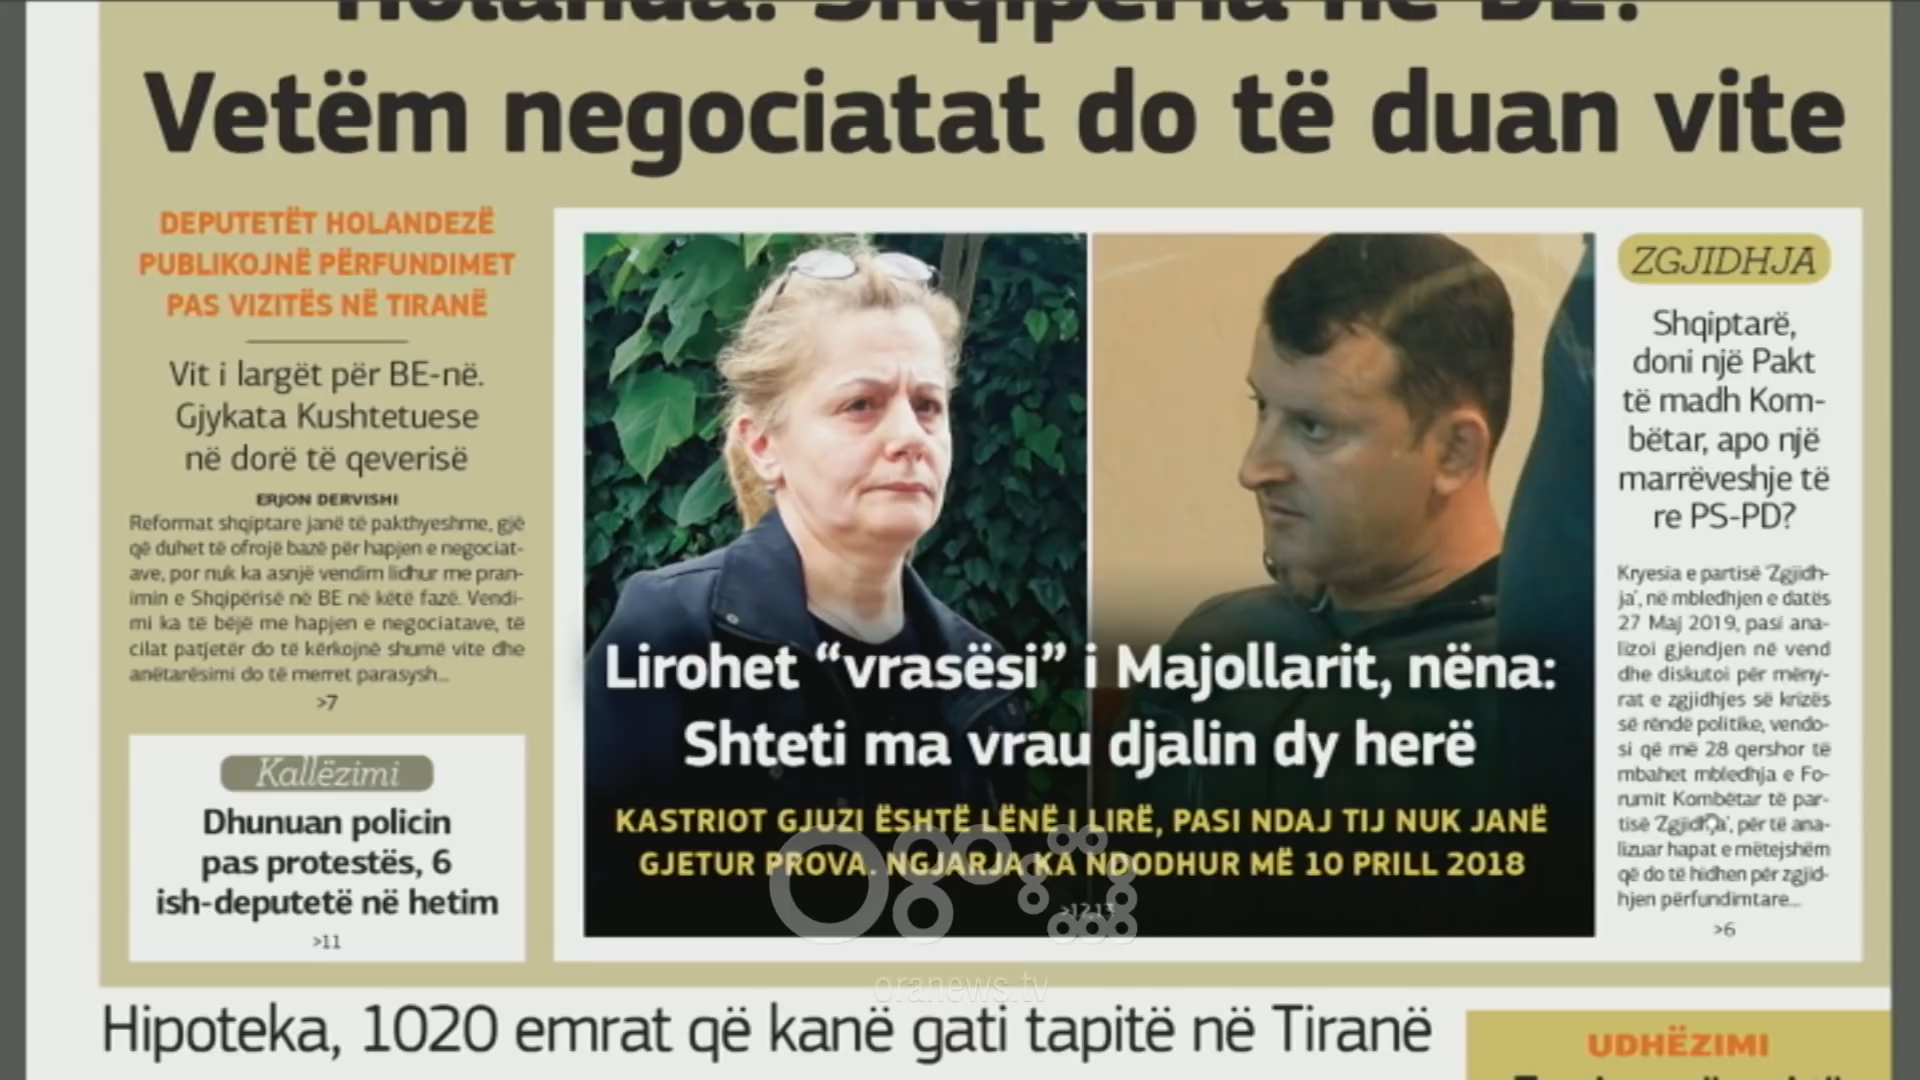 Holanda: Shqipëria në BE?
Vetëm negociatat do të duan vite
DEPUTETËT HOLANDEZË
PUBLIKOJNË PËRFUNDIMET
PAS VIZITËS NË TIRANË
Vit i largët për BE-në.
Gjykata Kushtetuese
në dorë të qeverisë
ERJON DERVISHI
Reformat shqiptare janë të pakthyeshme, gjë
që duhet të ofrojë bazë për hapjen e negociat-
ave, por nuk ka asnjë vendim lidhur me pran-
imin e Shqipërisë në BE në këtë fazë. Vendi-
mi ka të bëjë me hapjen e negociatave, të
cilat patjetër do të kërkojnë shumë vite dhe
anëtarësimi do të merret parasysh...
>7
Kallëzimi
Dhunuan policin
pas protestës, 6
ish-deputetë në hetim
>11
Lirohet “vrasësi” i Majollarit, nëna:
Shteti ma vrau djalin dy herë
KASTRIOT GJUZI ËSHTË LËNË I LIRË, PASI NDAJ TIJ NUK JANË
GJETUR PROVA. NGJARJA KA NDODHUR MË 10 PRILL 2018
>12,13
oranews.tv
ZGJIDHJA
Shqiptarë,
doni një Pakt
të madh Kom-
bëtar, apo një
marrëveshje të
re PS-PD?
Kryesia e partisë 'Zgjidh-
ja', në mbledhjen e datës
27 Maj 2019, pasi ana-
lizoi gjendjen në vend
dhe diskutoi për mëny-
rat e zgjidhjes së krizës
së rëndë politike, vendo-
si që më 28 qershor të
mbahet mbledhja e Fo-
rumit Kombëtar të par-
tisë 'Zgjidhja', për të ana-
lizuar hapat e mëtejshëm
që do të hidhen për zgjid-
hjen përfundimtare...
>6
Hipoteka, 1020 emrat që kanë gati tapitë në Tiranë
UDHËZIMI